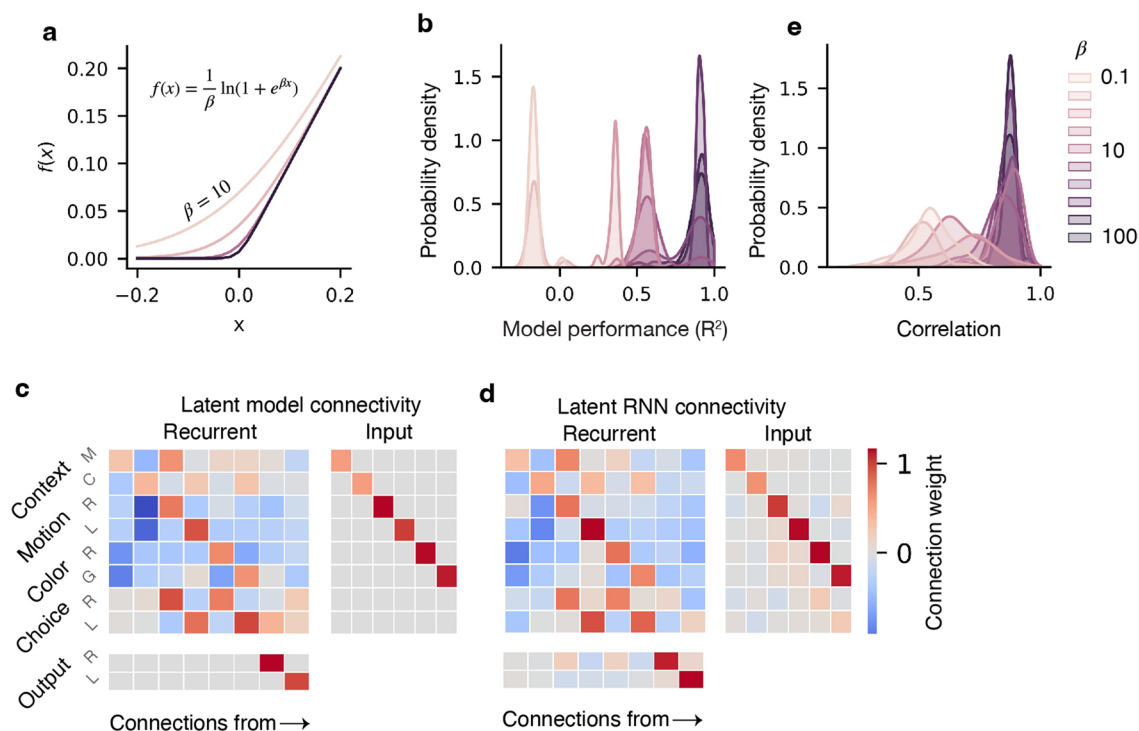 a
f(x) = 1/β ln(1 + e^{βx})
β = 10
0.20
0.15
0.10
0.05
0.00
f(x)
−0.2
0.0
0.2
x
b
Probability density
1.5
1.0
0.5
0.0
0.0
0.5
1.0
Model performance (R²)
e
Probability density
1.5
1.0
0.5
0.0
0.5
1.0
Correlation
β
0.1
10
100
c
Latent model connectivity
Recurrent
Input
Context
M
C
Motion
R
L
Color
R
G
Choice
R
L
Output
R
L
Connections from →
d
Latent RNN connectivity
Recurrent
Input
1
0
Connection weight
Connections from →